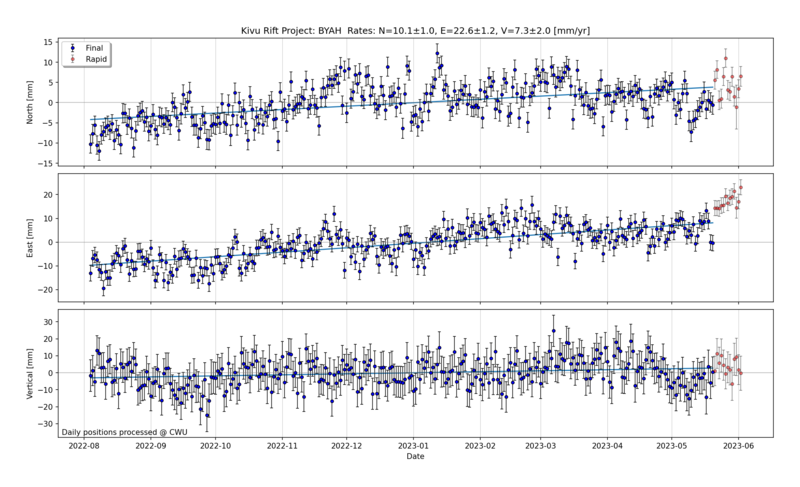 Kivu Rift Project: BYAH Rates: N=10.1±1.0, E=22.6±1.2, V=7.3±2.0 [mm/yr]
Final
Rapid
North [mm]
15
10
5
0
−5
−10
−15
East [mm]
20
10
0
−10
−20
Vertical [mm]
30
20
10
0
−10
−20
−30
Daily positions processed @ CWU
2022-08 2022-09 2022-10 2022-11 2022-12 2023-01 2023-02 2023-03 2023-04 2023-05 2023-06
Date